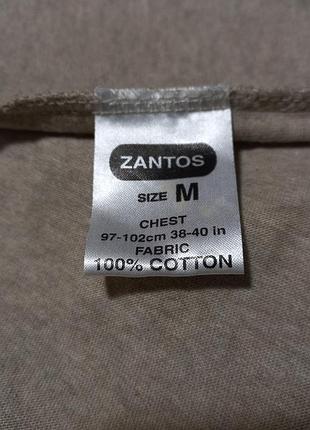 ZANTOS
SIZE M
CHEST
97-102cm 38-40 in
FABRIC
100% COTTON